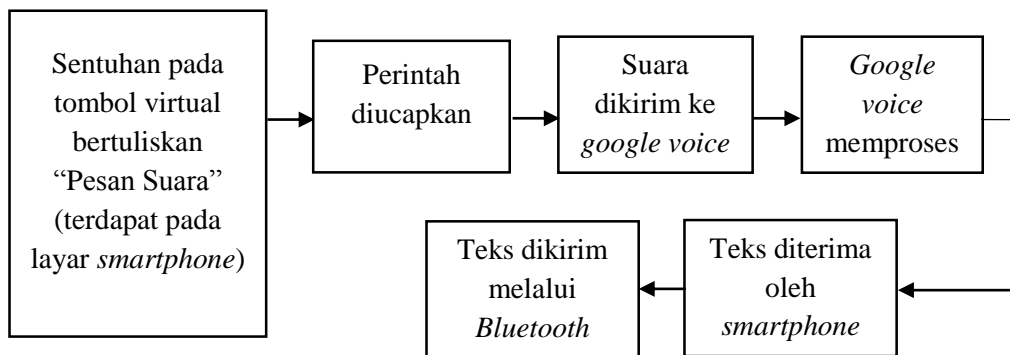 Sentuhan pada
tombol virtual
bertuliskan
“Pesan Suara”
(terdapat pada
layar smartphone)
Perintah
diucapkan
Suara
dikirim ke
google voice
Google
voice
memproses
Teks diterima
oleh
smartphone
Teks dikirim
melalui
Bluetooth